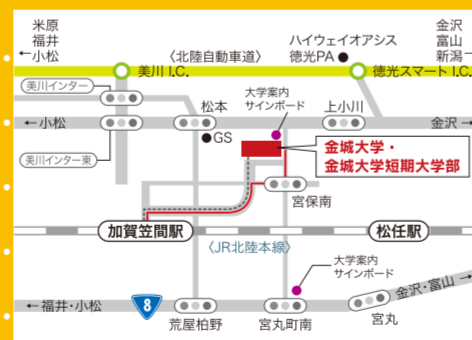 米原
福井
←小松
〈北陸自動車道〉
ハイウェイオアシス
徳光PA
金沢
富山
新潟→
美川 I.C.
徳光スマート I.C.
美川インター
大学案内
サインボード
松本
上小川
←小松
金沢→
GS
美川インター東
金城大学・
金城大学短期大学部
宮保南
加賀笠間駅
松任駅
〈JR北陸本線〉
大学案内
サインボード
金沢・富山→
←福井・小松
8
荒屋柏野
宮丸町南
宮丸